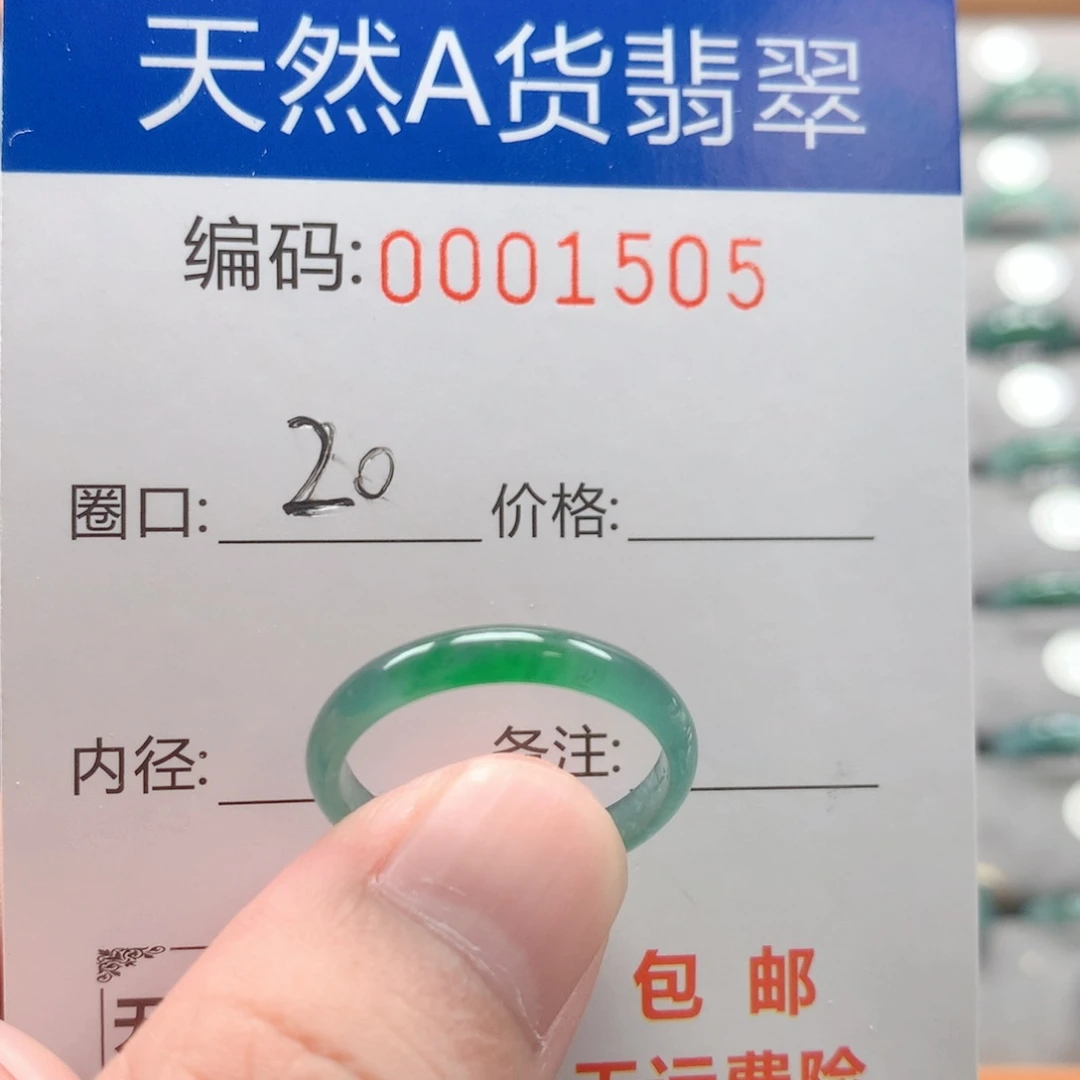 天然A货翡翠
编码:0001505
圈口: 20 价格:
内径: 备注:
包邮